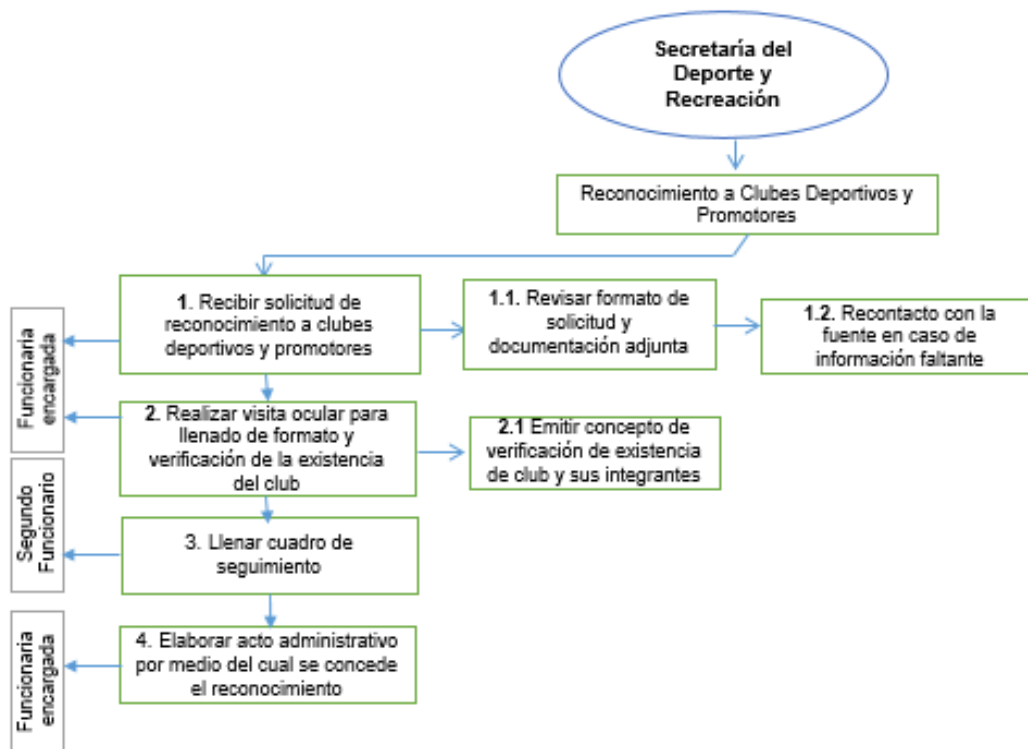 Secretaría del
Deporte y
Recreación
Reconocimiento a Clubes Deportivos y
Promotores
1. Recibir solicitud de
reconocimiento a clubes
deportivos y promotores
1.1. Revisar formato de
solicitud y
documentación adjunta
1.2. Recontacto con la
fuente en caso de
información faltante
Funcionaria
encargada
2. Realizar visita ocular para
llenado de formato y
verificación de la existencia
del club
2.1 Emitir concepto de
verificación de existencia
de club y sus integrantes
Segundo
Funcionario
3. Llenar cuadro de
seguimiento
Funcionaria
encargada
4. Elaborar acto administrativo
por medio del cual se concede
el reconocimiento